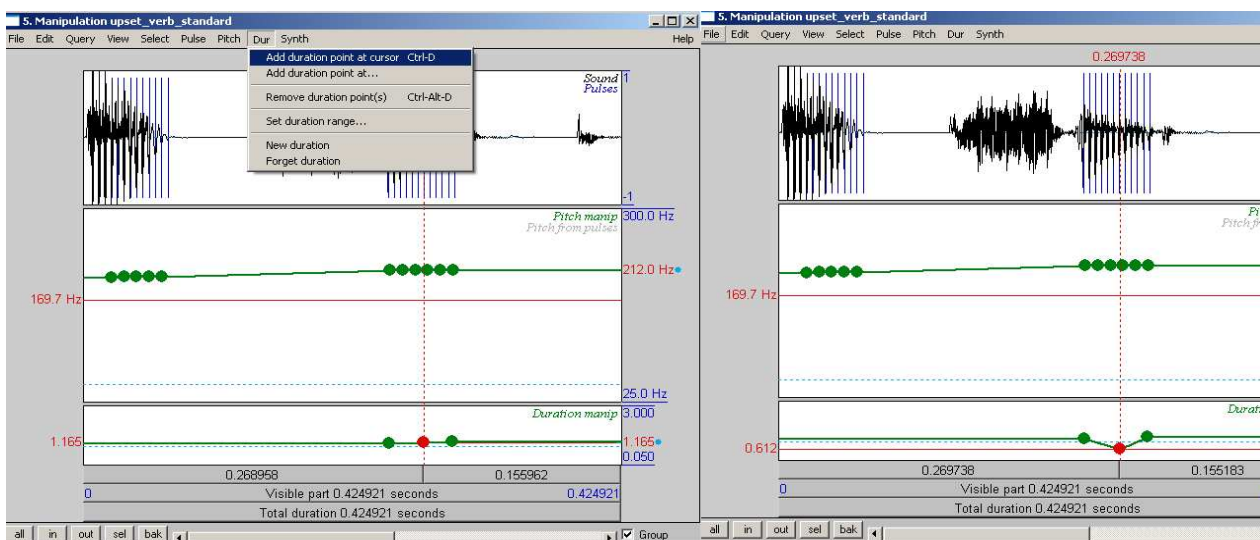 5. Manipulation upset_verb_standard
File Edit Query View Select Pulse Pitch Dur Synth Help
Add duration point at cursor Ctrl-D
Add duration point at...
Remove duration point(s) Ctrl-Alt-D
Set duration range...
New duration
Forget duration
Sound 1
Pulses
-1
Pitch manip 300.0 Hz
Pitch from pulses
212.0 Hz
169.7 Hz
25.0 Hz
Duration manip 3.000
1.165 1.165
0.050
0.268958 0.155962
0 Visible part 0.424921 seconds 0.424921
Total duration 0.424921 seconds
all in out sel bak Group
5. Manipulation upset_verb_standard
File Edit Query View Select Pulse Pitch Dur Synth
0.269738
Pi
Pitch fr
169.7 Hz
Durat
0.612
0.269738 0.155183
0 Visible part 0.424921 seconds
Total duration 0.424921 seconds
all in out sel bak